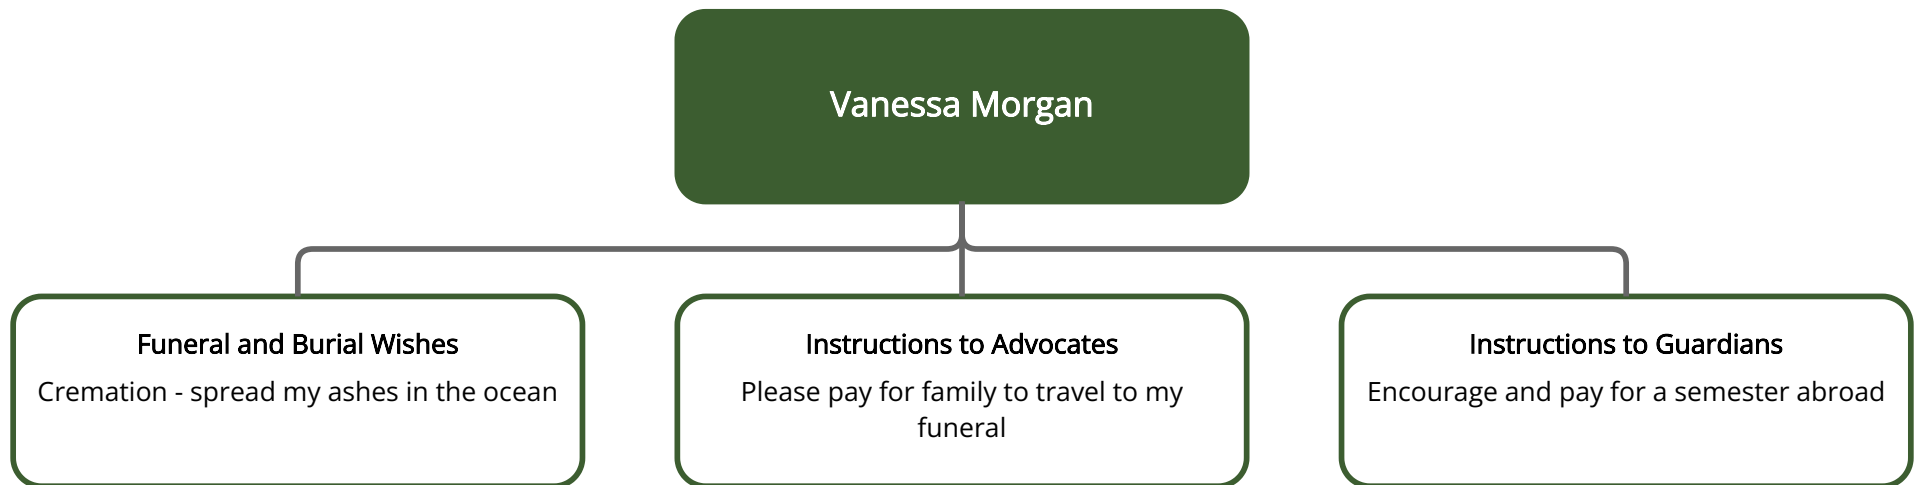 Vanessa Morgan
Funeral and Burial Wishes
Cremation - spread my ashes in the ocean
Instructions to Advocates
Please pay for family to travel to my
funeral
Instructions to Guardians
Encourage and pay for a semester abroad